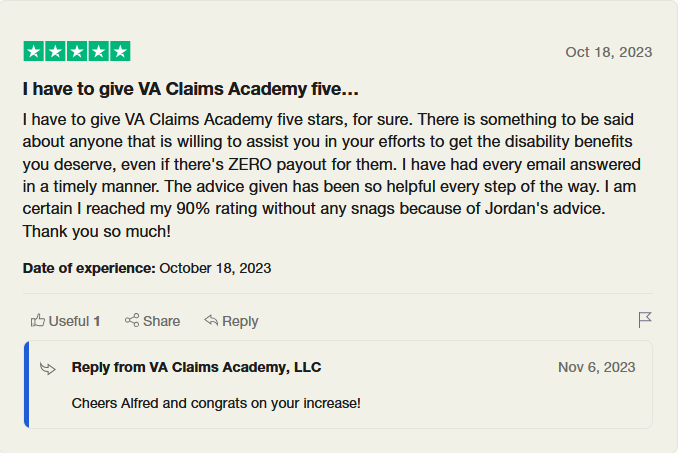 Oct 18, 2023
I have to give VA Claims Academy five…
I have to give VA Claims Academy five stars, for sure. There is something to be said
about anyone that is willing to assist you in your efforts to get the disability benefits
you deserve, even if there's ZERO payout for them. I have had every email answered
in a timely manner. The advice given has been so helpful every step of the way. I am
certain I reached my 90% rating without any snags because of Jordan's advice.
Thank you so much!
Date of experience: October 18, 2023
Useful 1 Share Reply
Reply from VA Claims Academy, LLC Nov 6, 2023
Cheers Alfred and congrats on your increase!